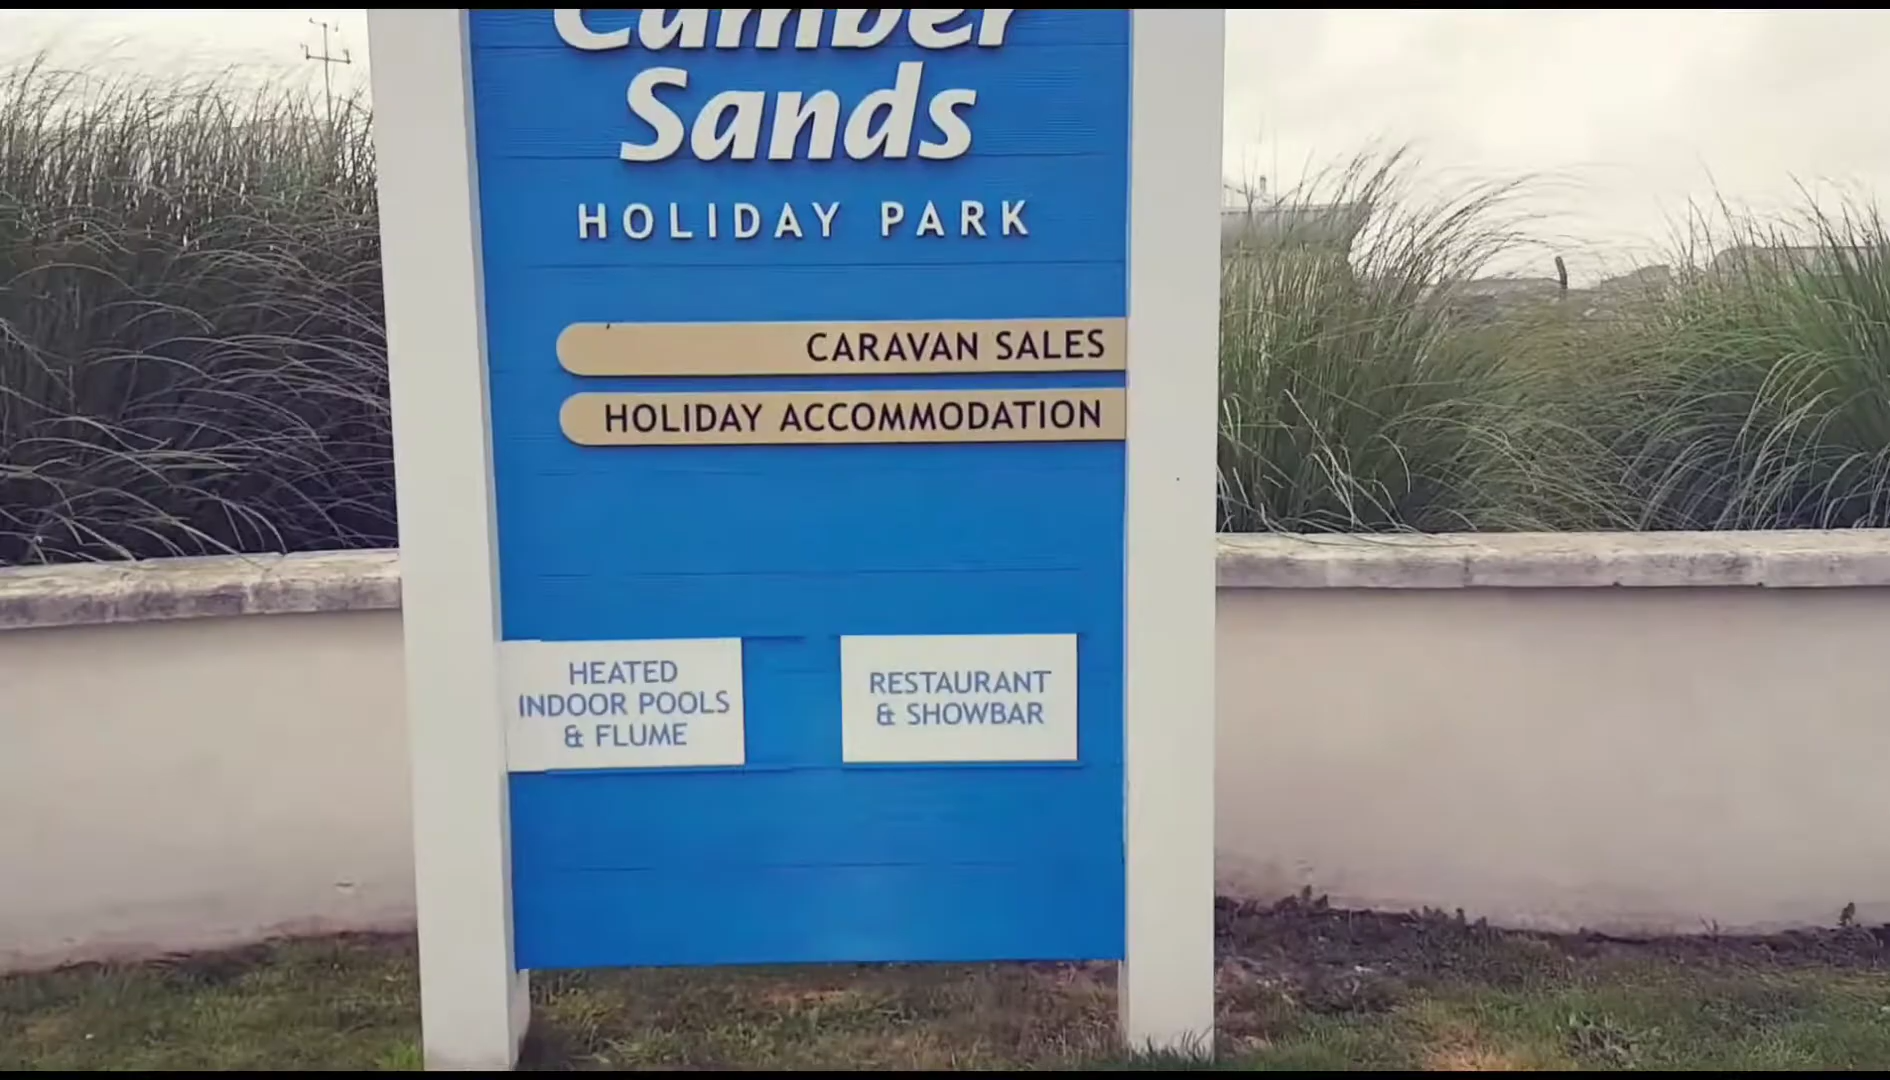 Camber
Sands
HOLIDAY PARK
CARAVAN SALES
HOLIDAY ACCOMMODATION
HEATED
INDOOR POOLS
& FLUME
RESTAURANT
& SHOWBAR